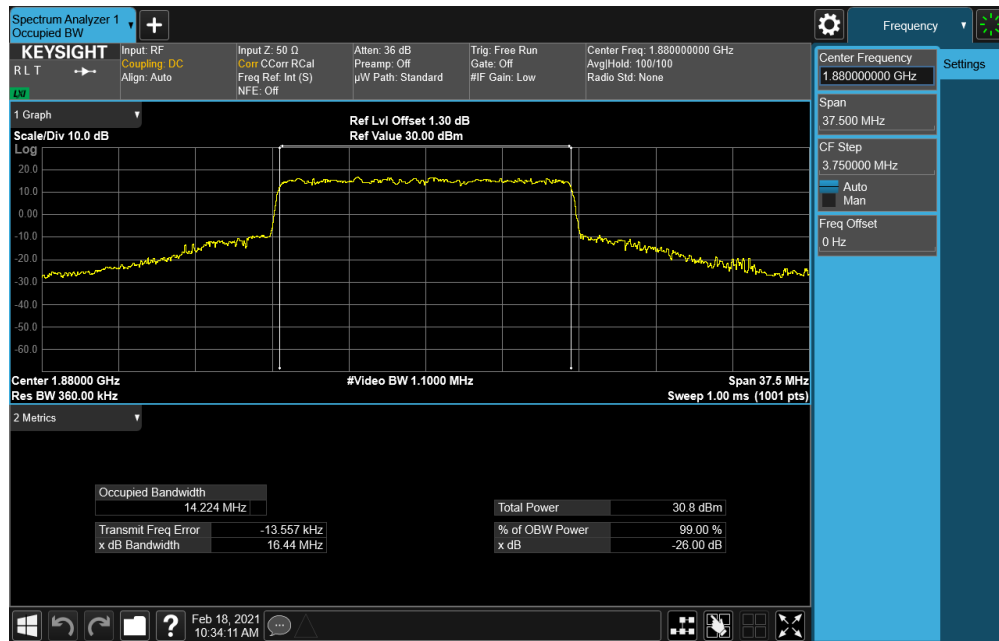 Spectrum Analyzer 1
Occupied BW
Frequency
KEYSIGHT
R L T
LXI
Input: RF
Coupling: DC
Align: Auto
Input Z: 50 Ω
Corr CCorr RCal
Freq Ref: Int (S)
NFE: Off
Atten: 36 dB
Preamp: Off
µW Path: Standard
Trig: Free Run
Gate: Off
#IF Gain: Low
Center Freq: 1.880000000 GHz
Avg|Hold: 100/100
Radio Std: None
Center Frequency
1.880000000 GHz
Settings
Span
37.500 MHz
CF Step
3.750000 MHz
Auto
Man
Freq Offset
0 Hz
1 Graph
Scale/Div 10.0 dB
Ref Lvl Offset 1.30 dB
Ref Value 30.00 dBm
Log
20.0
10.0
0.00
-10.0
-20.0
-30.0
-40.0
-50.0
-60.0
Center 1.88000 GHz
Res BW 360.00 kHz
#Video BW 1.1000 MHz
Span 37.5 MHz
Sweep 1.00 ms (1001 pts)
2 Metrics
Occupied Bandwidth
14.224 MHz
Transmit Freq Error -13.557 kHz
x dB Bandwidth 16.44 MHz
Total Power 30.8 dBm
% of OBW Power 99.00 %
x dB -26.00 dB
?
Feb 18, 2021
10:34:11 AM